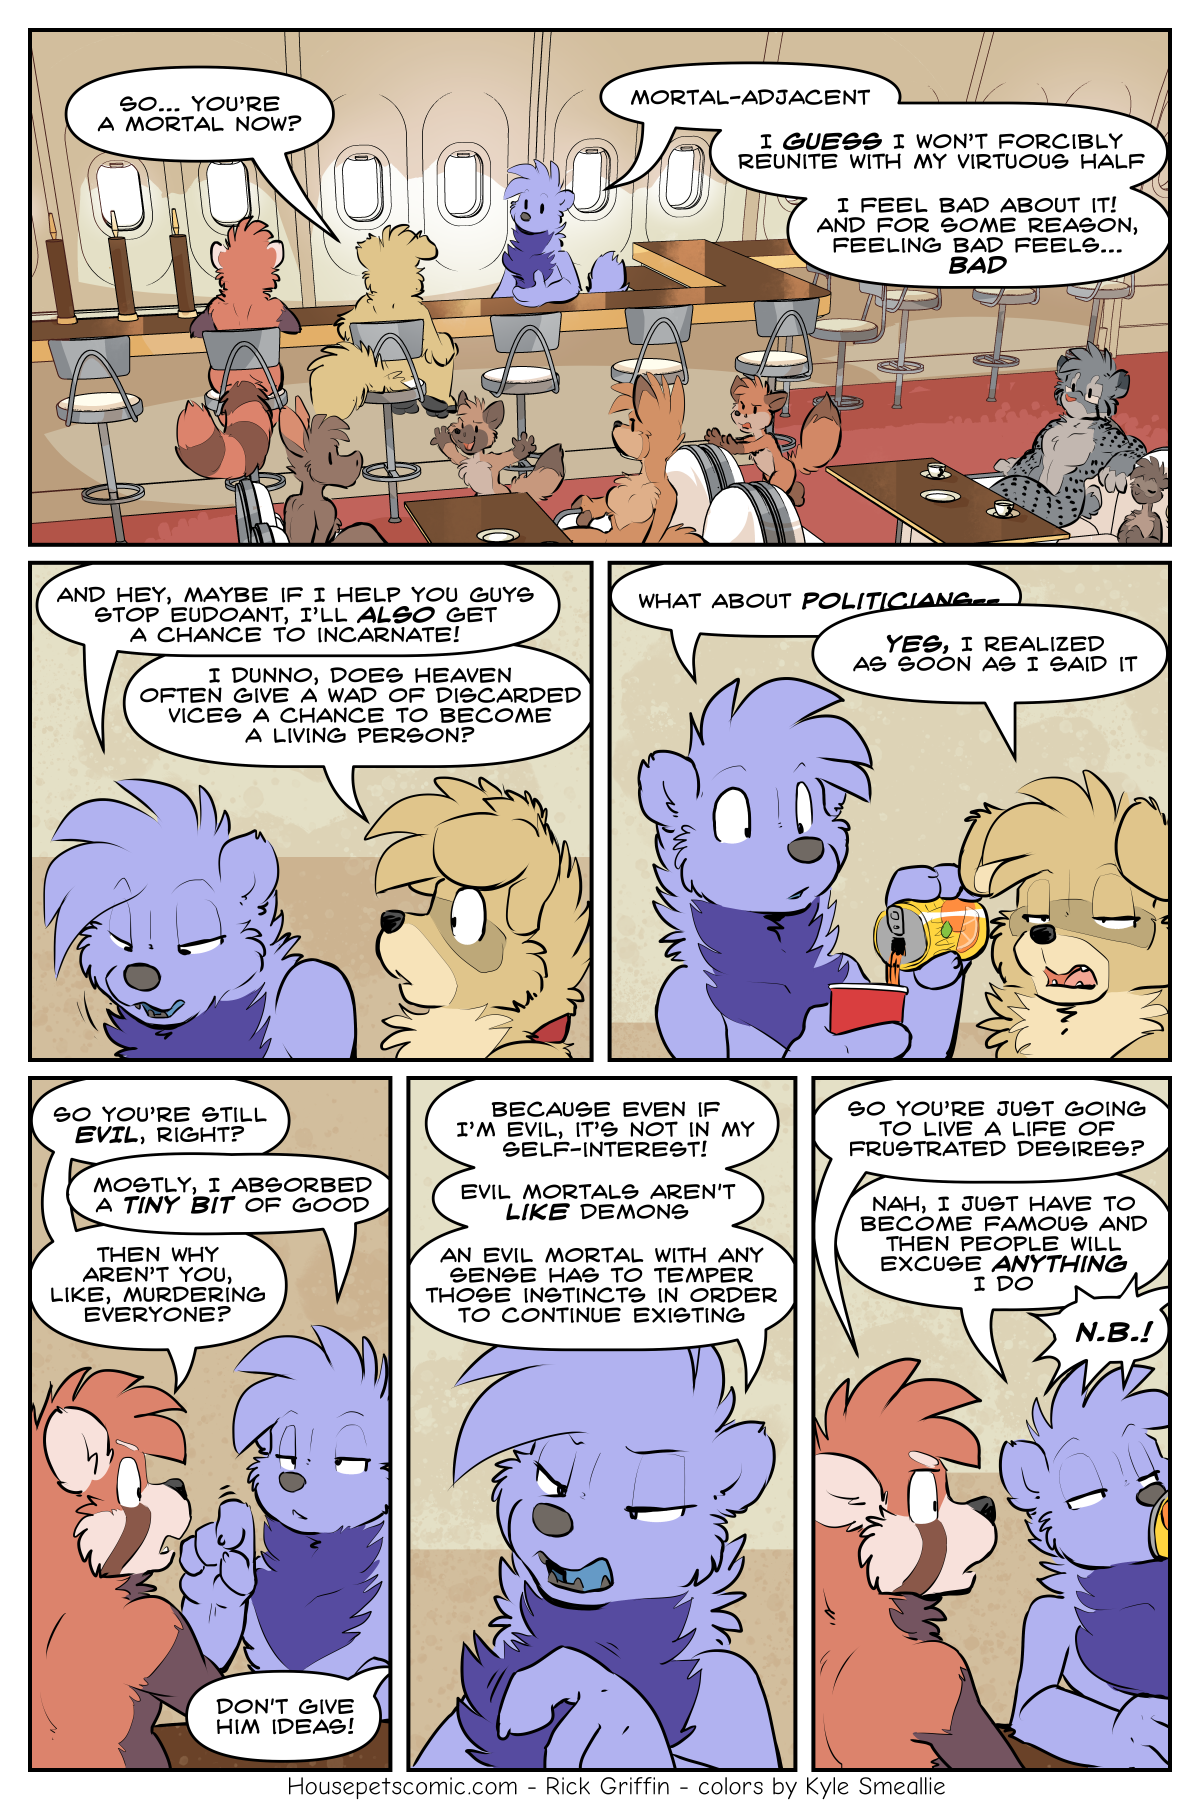 SO... YOU'RE
A MORTAL NOW?
MORTAL-ADJACENT
I GUESS I WON'T FORCIBLY
REUNITE WITH MY VIRTUOUS HALF
I FEEL BAD ABOUT IT!
AND FOR SOME REASON,
FEELING BAD FEELS...
BAD
AND HEY, MAYBE IF I HELP YOU GUYS
STOP EUDOANT, I'LL ALSO GET
A CHANCE TO INCARNATE!
I DUNNO, DOES HEAVEN
OFTEN GIVE A WAD OF DISCARDED
VICES A CHANCE TO BECOME
A LIVING PERSON?
WHAT ABOUT POLITICIANS--
YES, I REALIZED
AS SOON AS I SAID IT
SO YOU'RE STILL
EVIL, RIGHT?
MOSTLY, I ABSORBED
A TINY BIT OF GOOD
THEN WHY
AREN'T YOU,
LIKE, MURDERING
EVERYONE?
DON'T GIVE
HIM IDEAS!
BECAUSE EVEN IF
I'M EVIL, IT'S NOT IN MY
SELF-INTEREST!
EVIL MORTALS AREN'T
LIKE DEMONS
AN EVIL MORTAL WITH ANY
SENSE HAS TO TEMPER
THOSE INSTINCTS IN ORDER
TO CONTINUE EXISTING
SO YOU'RE JUST GOING
TO LIVE A LIFE OF
FRUSTRATED DESIRES?
NAH, I JUST HAVE TO
BECOME FAMOUS AND
THEN PEOPLE WILL
EXCUSE ANYTHING
I DO
N.B.!
Housepetscomic.com - Rick Griffin - colors by Kyle Smeallie